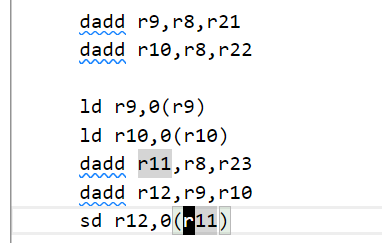 dadd r9,r8,r21
dadd r10,r8,r22
ld r9,0(r9)
ld r10,0(r10)
dadd r11,r8,r23
dadd r12,r9,r10
sd r12,0(r11)